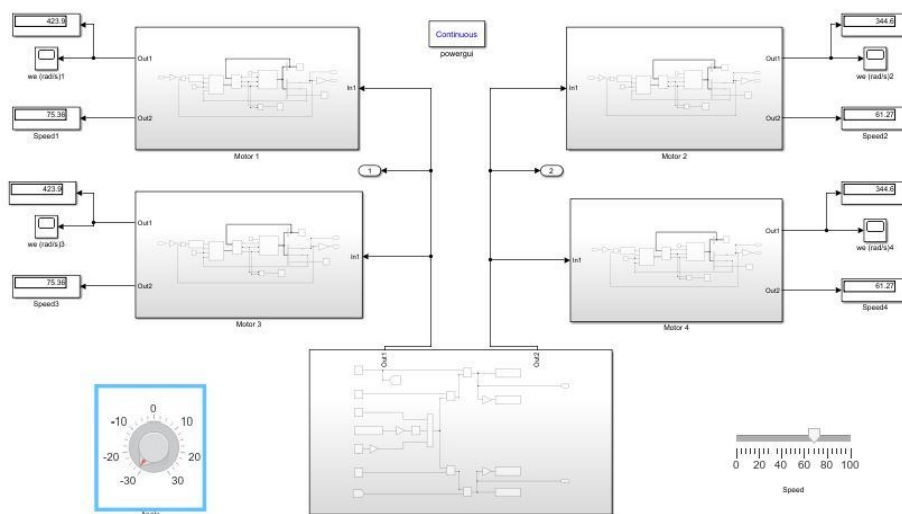 423.9
we (rad/s)1
75.36
Speed1
Out1
Out2
In1
Motor 1
Continuous
powergui
In1
Out1
Out2
Motor 2
344.6
we (rad/s)2
61.27
Speed2
1
2
423.9
we (rad/s)3
75.36
Speed3
Out1
Out2
In1
Motor 3
In1
Out1
Out2
Motor 4
344.6
we (rad/s)4
61.27
Speed4
Out1
Out2
0
-10
10
-20
20
-30
30
0 20 40 60 80 100
Speed